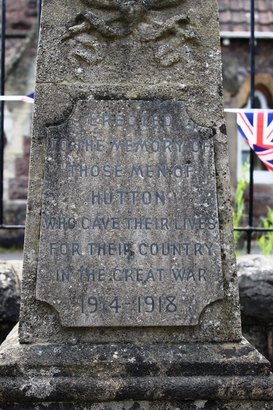 ERECTED
TO THE MEMORY OF
THOSE MEN OF
HUTTON
WHO GAVE THEIR LIVES
FOR THEIR COUNTRY
IN THE GREAT WAR
1914-1918